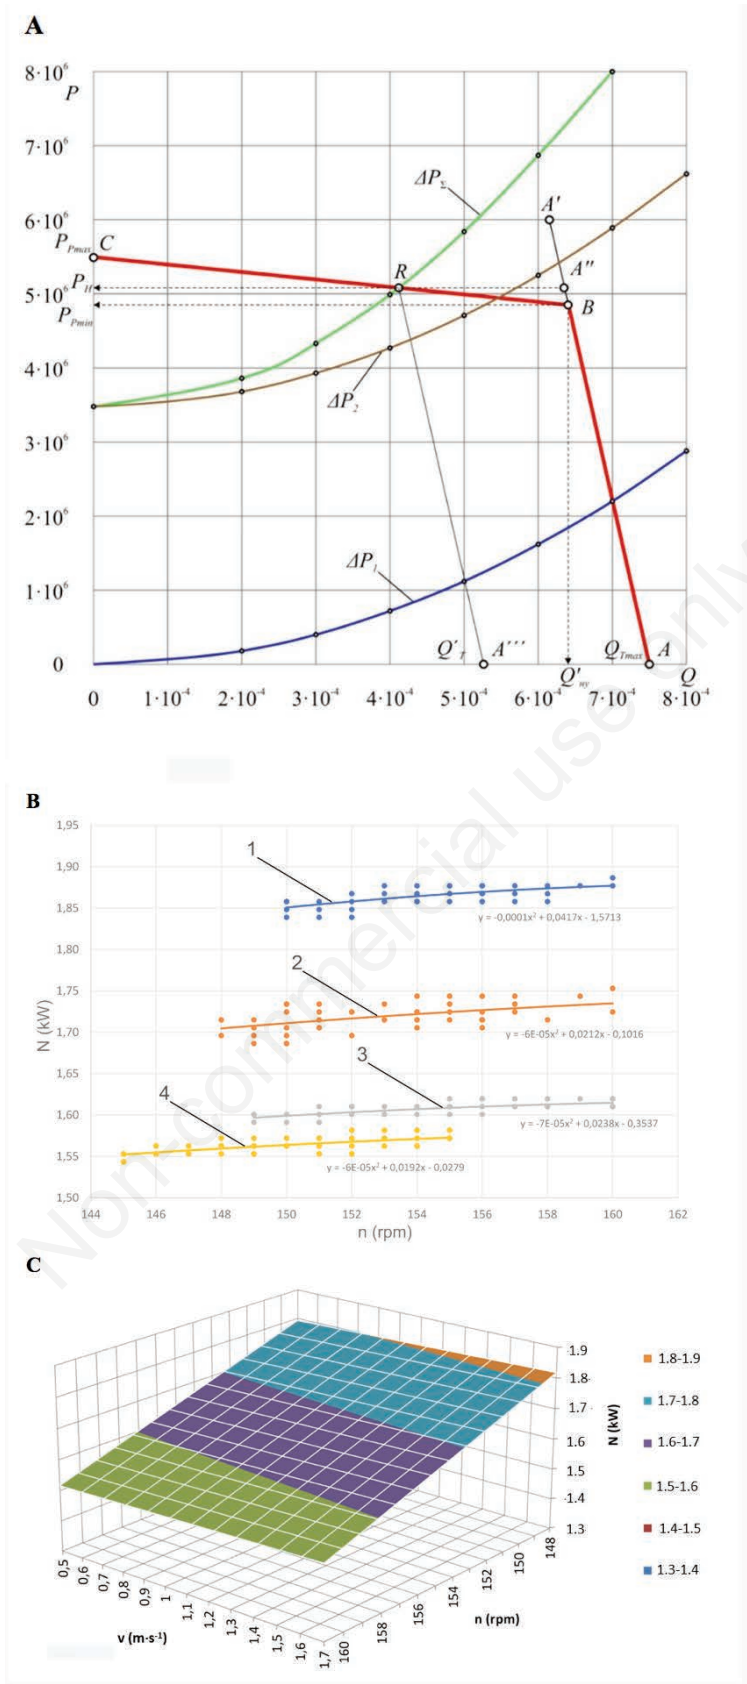 A
8·10⁶
P
7·10⁶
ΔP_Σ
6·10⁶
A'
P_Pmax C
R
A''
5·10⁶ P_H
P_Pmin
B
4·10⁶
ΔP₂
3·10⁶
2·10⁶
ΔP₁
1·10⁶
Q'_T A'''
Q_Tmax A
0
Q'_ny
Q
0 1·10⁻⁴ 2·10⁻⁴ 3·10⁻⁴ 4·10⁻⁴ 5·10⁻⁴ 6·10⁻⁴ 7·10⁻⁴ 8·10⁻⁴
B
1,95
1
1,90
1,85
y = -0,0001x² + 0,0417x - 1,5713
1,80
2
1,75
N (kW)
1,70
y = -6E-05x² + 0,0212x - 0,1016
3
1,65
4
1,60
y = -7E-05x² + 0,0238x - 0,3537
1,55
y = -6E-05x² + 0,0192x - 0,0279
1,50
144 146 148 150 152 154 156 158 160 162
n (rpm)
C
1.9
1.8
1.7
1.6
1.5
1.4
1.3
N (kW)
1.8-1.9
1.7-1.8
1.6-1.7
1.5-1.6
1.4-1.5
1.3-1.4
0,5 0,6 0,7 0,8 0,9 1 1,1 1,2 1,3 1,4 1,5 1,6 1,7
v (m·s⁻¹)
160 158 156 154 152 150 148
n (rpm)
Non-commercial use only